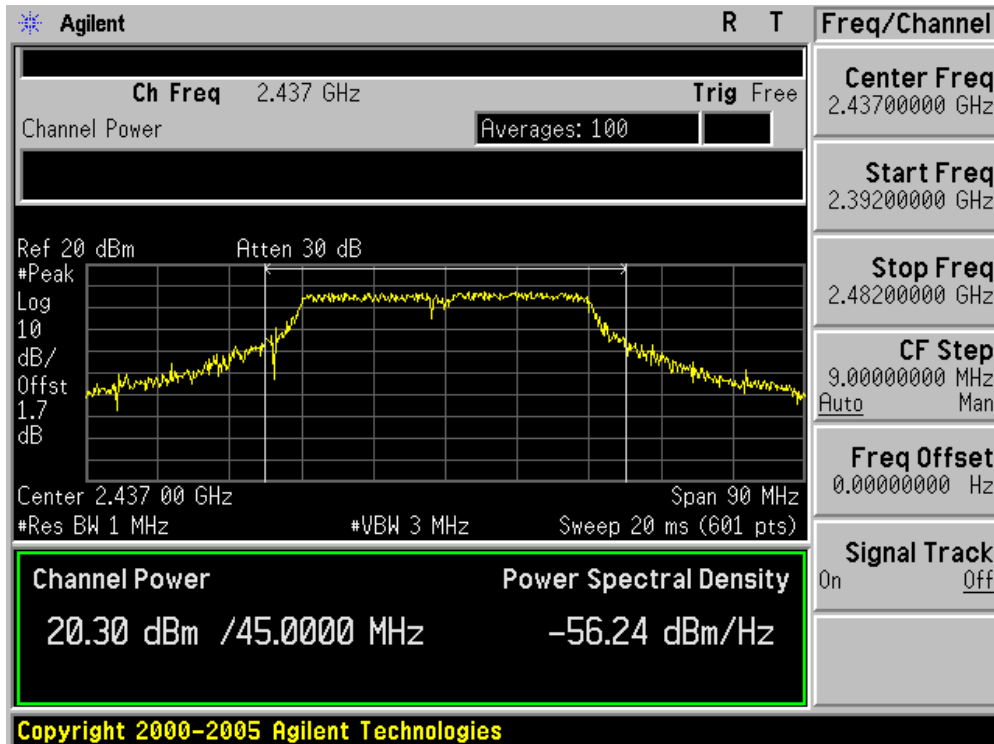 Agilent R T Freq/Channel
Ch Freq 2.437 GHz Trig Free
Channel Power Averages: 100
Ref 20 dBm Atten 30 dB
#Peak
Log
10
dB/
Offst
1.7
dB
Center 2.437 00 GHz Span 90 MHz
#Res BW 1 MHz #VBW 3 MHz Sweep 20 ms (601 pts)
Channel Power Power Spectral Density
20.30 dBm /45.0000 MHz -56.24 dBm/Hz
Center Freq
2.43700000 GHz
Start Freq
2.39200000 GHz
Stop Freq
2.48200000 GHz
CF Step
9.00000000 MHz
Auto Man
Freq Offset
0.00000000 Hz
Signal Track
On Off
Copyright 2000-2005 Agilent Technologies